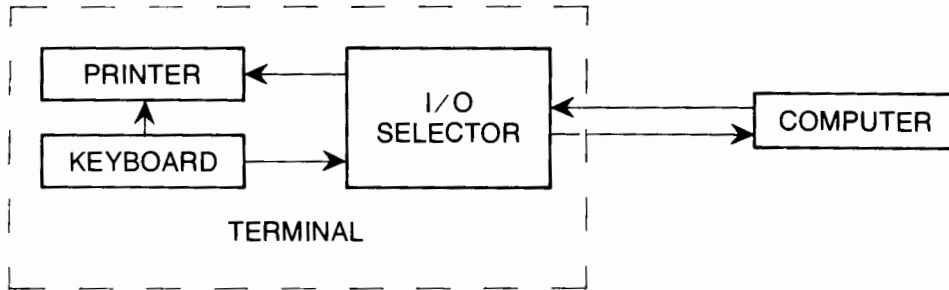 PRINTER
KEYBOARD
I/O
SELECTOR
COMPUTER
TERMINAL